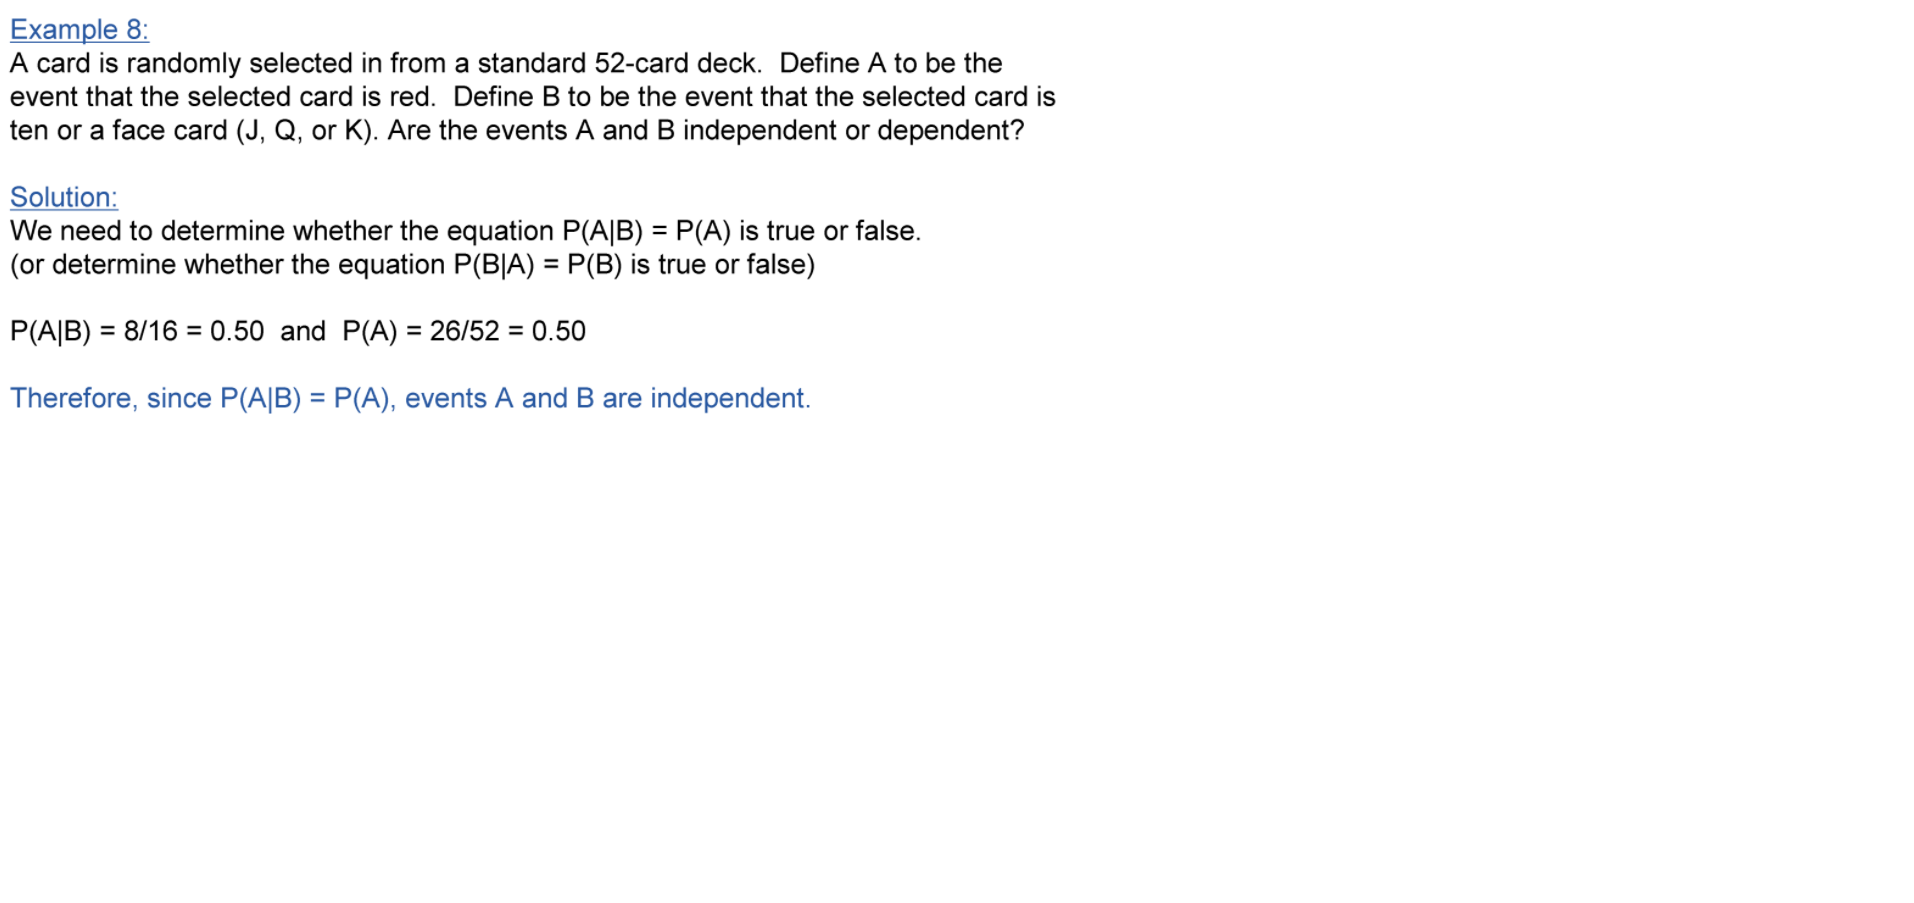 Example 8:
A card is randomly selected in from a standard 52-card deck.  Define A to be the
event that the selected card is red.  Define B to be the event that the selected card is
ten or a face card (J, Q, or K). Are the events A and B independent or dependent?
Solution:
We need to determine whether the equation P(A|B) = P(A) is true or false.
(or determine whether the equation P(B|A) = P(B) is true or false)
P(A|B) = 8/16 = 0.50  and  P(A) = 26/52 = 0.50
Therefore, since P(A|B) = P(A), events A and B are independent.